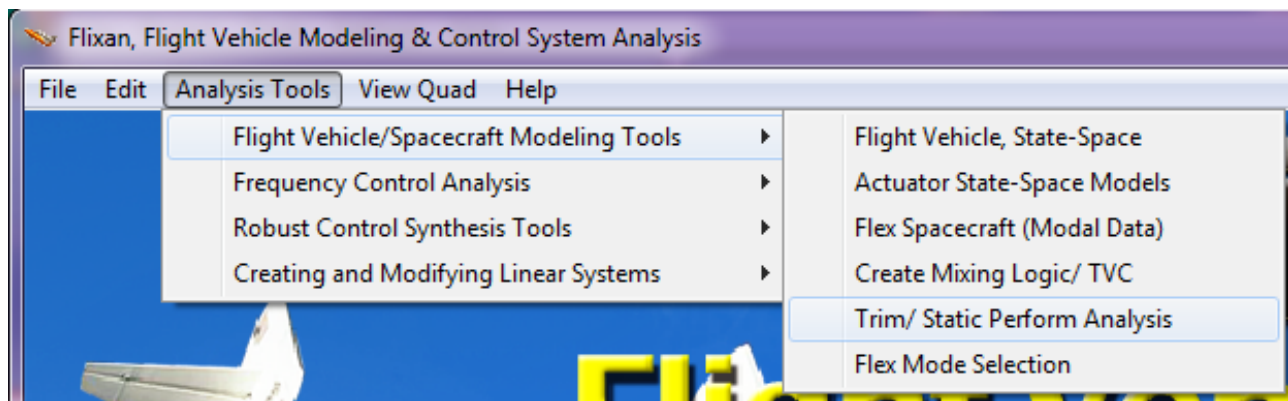 Flixan, Flight Vehicle Modeling & Control System Analysis
File Edit Analysis Tools View Quad Help
Flight Vehicle/Spacecraft Modeling Tools
Frequency Control Analysis
Robust Control Synthesis Tools
Creating and Modifying Linear Systems
Flight Vehicle, State-Space
Actuator State-Space Models
Flex Spacecraft (Modal Data)
Create Mixing Logic/ TVC
Trim/ Static Perform Analysis
Flex Mode Selection